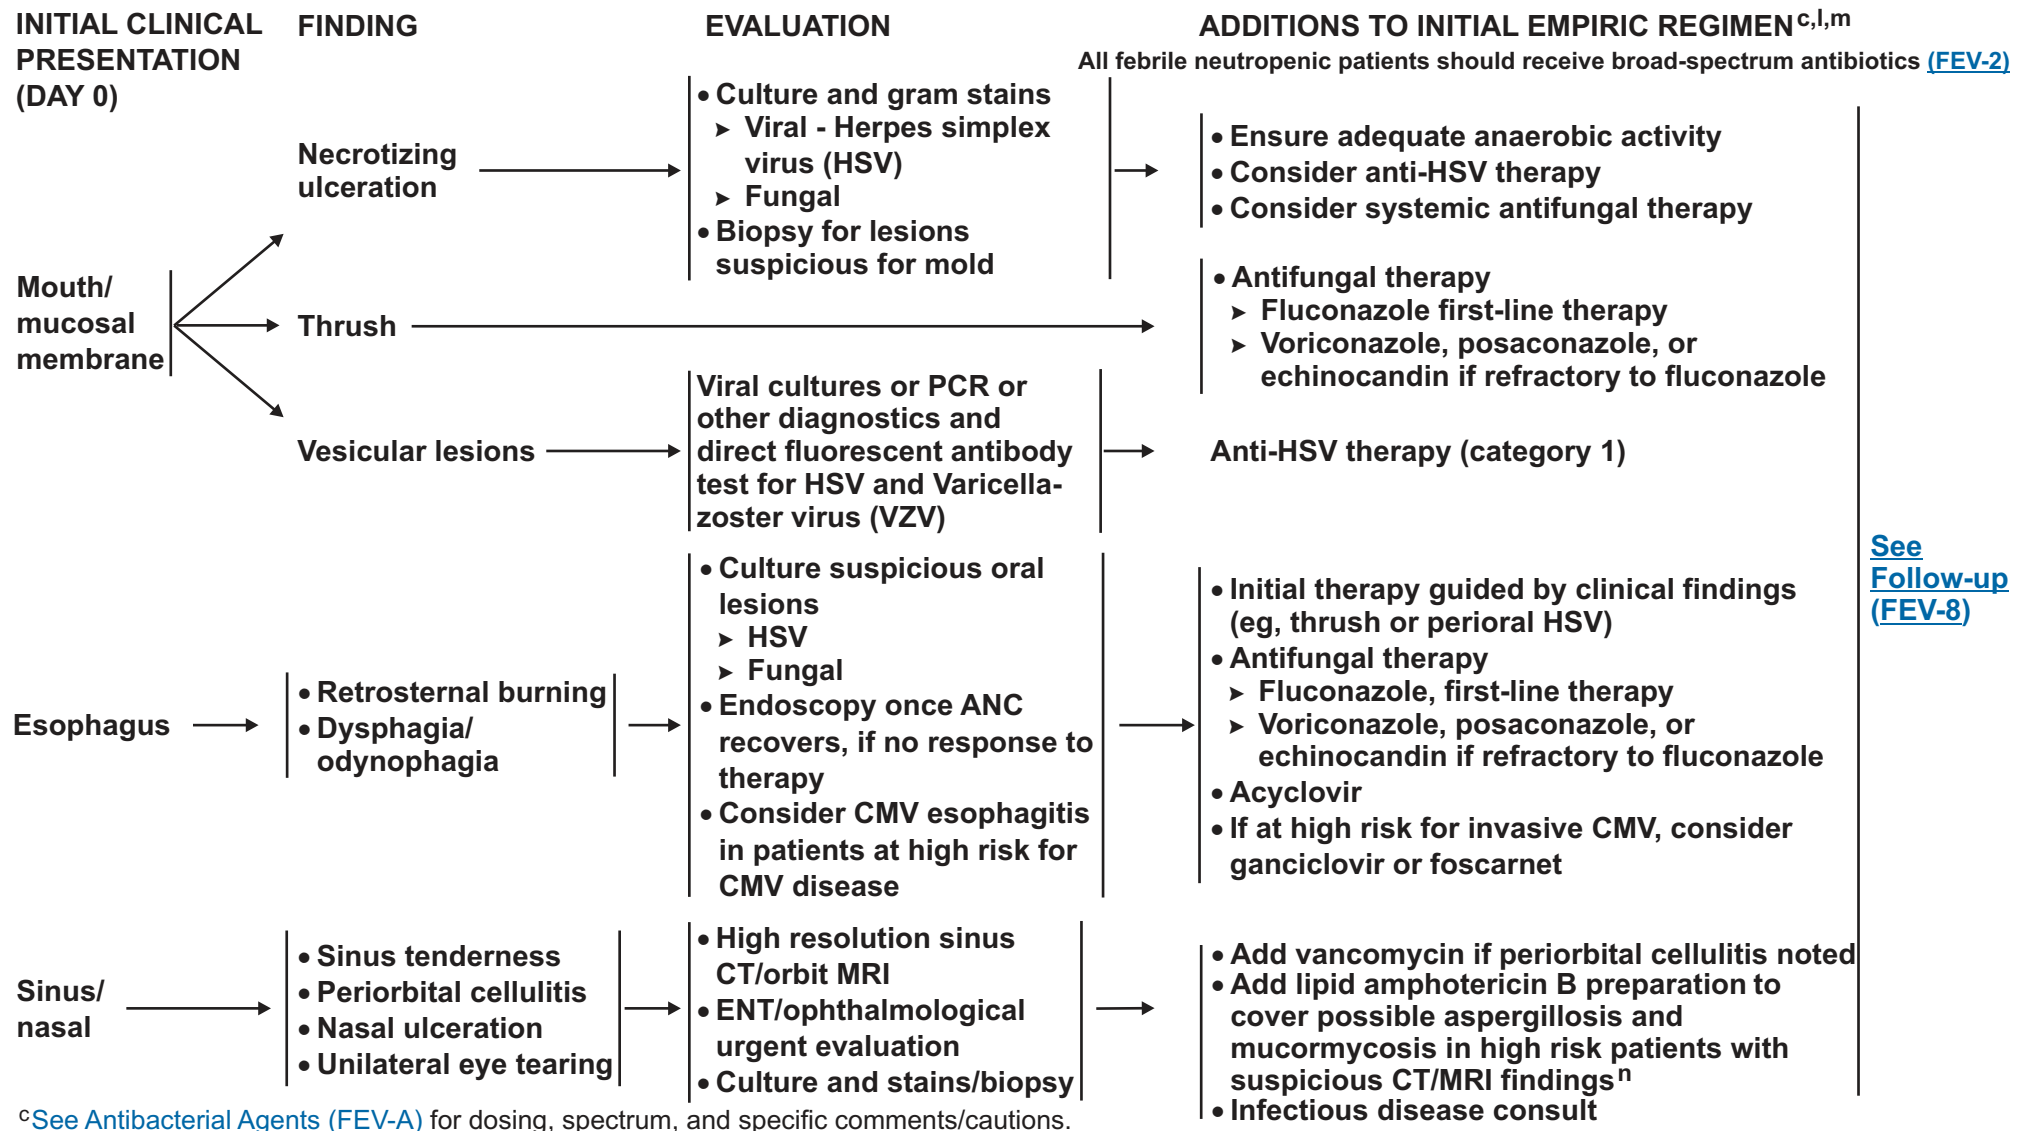 INITIAL CLINICAL
PRESENTATION
(DAY 0)
FINDING
EVALUATION
ADDITIONS TO INITIAL EMPIRIC REGIMEN c,l,m
All febrile neutropenic patients should receive broad-spectrum antibiotics (FEV-2)
Mouth/
mucosal
membrane
Necrotizing
ulceration
• Culture and gram stains
➤ Viral - Herpes simplex
virus (HSV)
➤ Fungal
• Biopsy for lesions
suspicious for mold
• Ensure adequate anaerobic activity
• Consider anti-HSV therapy
• Consider systemic antifungal therapy
Thrush
• Antifungal therapy
➤ Fluconazole first-line therapy
➤ Voriconazole, posaconazole, or
echinocandin if refractory to fluconazole
Vesicular lesions
Viral cultures or PCR or
other diagnostics and
direct fluorescent antibody
test for HSV and Varicella-
zoster virus (VZV)
Anti-HSV therapy (category 1)
Esophagus
• Retrosternal burning
• Dysphagia/
odynophagia
• Culture suspicious oral
lesions
➤ HSV
➤ Fungal
• Endoscopy once ANC
recovers, if no response to
therapy
• Consider CMV esophagitis
in patients at high risk for
CMV disease
• Initial therapy guided by clinical findings
(eg, thrush or perioral HSV)
• Antifungal therapy
➤ Fluconazole, first-line therapy
➤ Voriconazole, posaconazole, or
echinocandin if refractory to fluconazole
• Acyclovir
• If at high risk for invasive CMV, consider
ganciclovir or foscarnet
See
Follow-up
(FEV-8)
Sinus/
nasal
• Sinus tenderness
• Periorbital cellulitis
• Nasal ulceration
• Unilateral eye tearing
• High resolution sinus
CT/orbit MRI
• ENT/ophthalmological
urgent evaluation
• Culture and stains/biopsy
• Add vancomycin if periorbital cellulitis noted
• Add lipid amphotericin B preparation to
cover possible aspergillosis and
mucormycosis in high risk patients with
suspicious CT/MRI findings n
• Infectious disease consult
c See Antibacterial Agents (FEV-A) for dosing, spectrum, and specific comments/cautions.